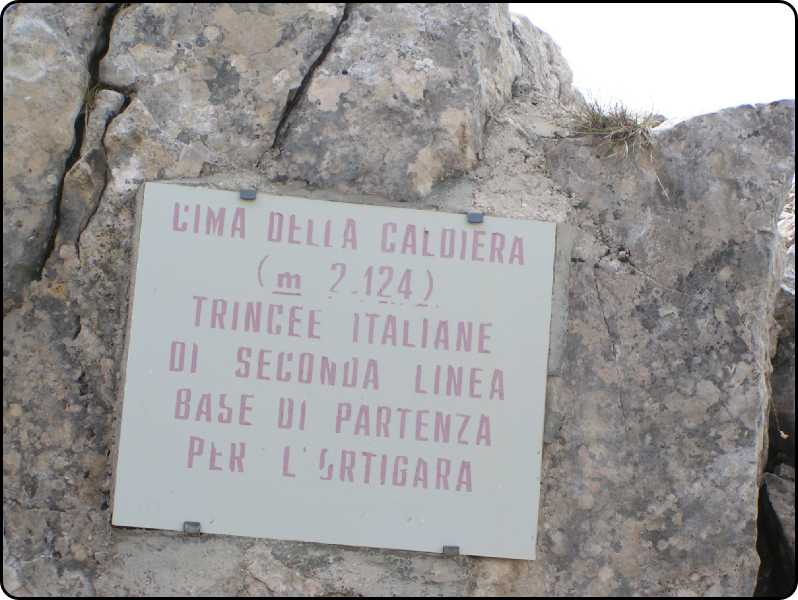 CIMA DELLA CALDIERA
(m 2.124)
TRINCEE ITALIANE
DI SECONDA LINEA
BASE DI PARTENZA
PER L'ORTIGARA